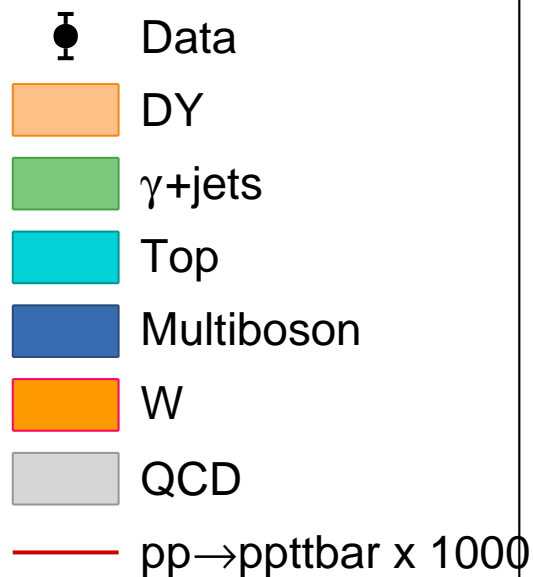 Data
DY
γ+jets
Top
Multiboson
W
QCD
pp→ppttbar x 1000